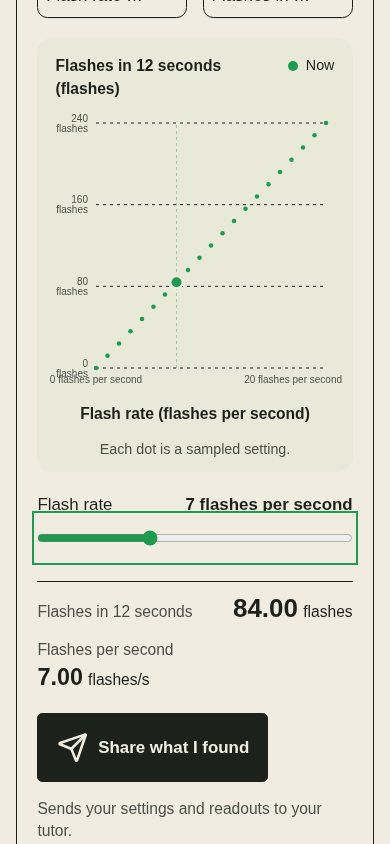 Flashes in 12 seconds
(flashes)
Now
240
flashes
160
flashes
80
flashes
0
flashes
0 flashes per second
20 flashes per second
Flash rate (flashes per second)
Each dot is a sampled setting.
Flash rate
7 flashes per second
Flashes in 12 seconds
84.00 flashes
Flashes per second
7.00 flashes/s
Share what I found
Sends your settings and readouts to your
tutor.